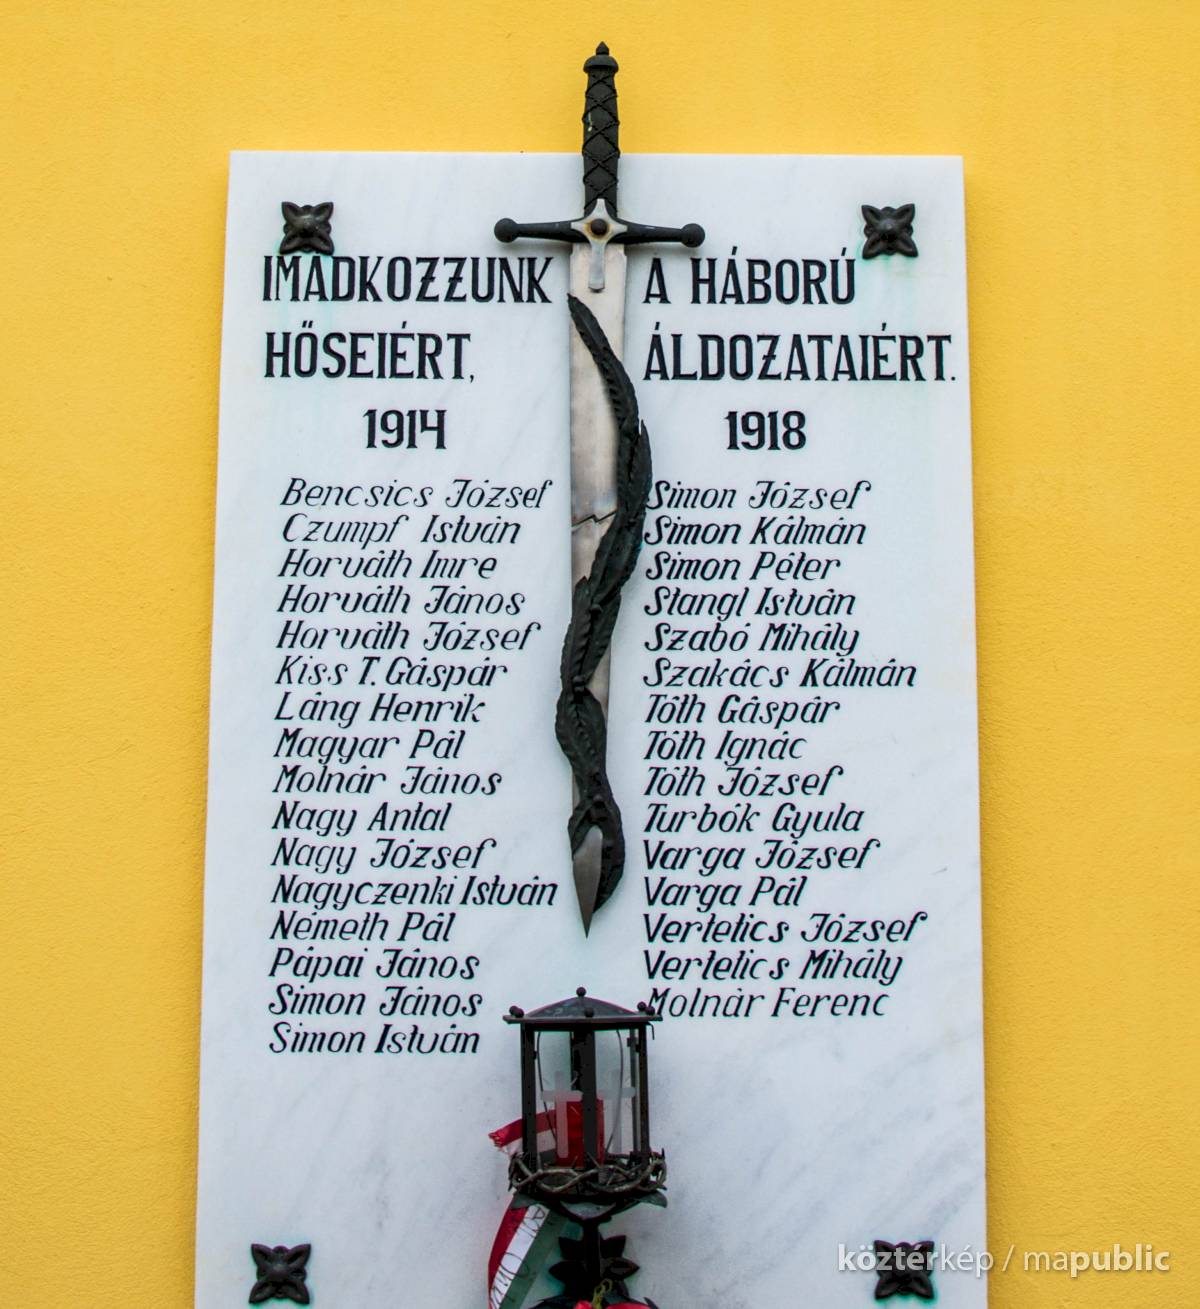 IMÁDKOZZUNK
HŐSEIÉRT,
1914
A HÁBORÚ
ÁLDOZATAIÉRT.
1918
Bencsics József
Czumpf István
Horváth Imre
Horváth János
Horváth József
Kiss T. Gáspár
Láng Henrik
Magyar Pál
Molnár János
Nagy Antal
Nagy József
Nagyczenki István
Németh Pál
Pápai János
Simon János
Simon István
Simon József
Simon Kálmán
Simon Péter
Stangl István
Szabó Mihály
Szakács Kálmán
Tóth Gáspár
Tóth Ignác
Tóth József
Turbók Gyula
Varga József
Varga Pál
Vertetics József
Vertetics Mihály
Molnár Ferenc
köztérkép / mapublic